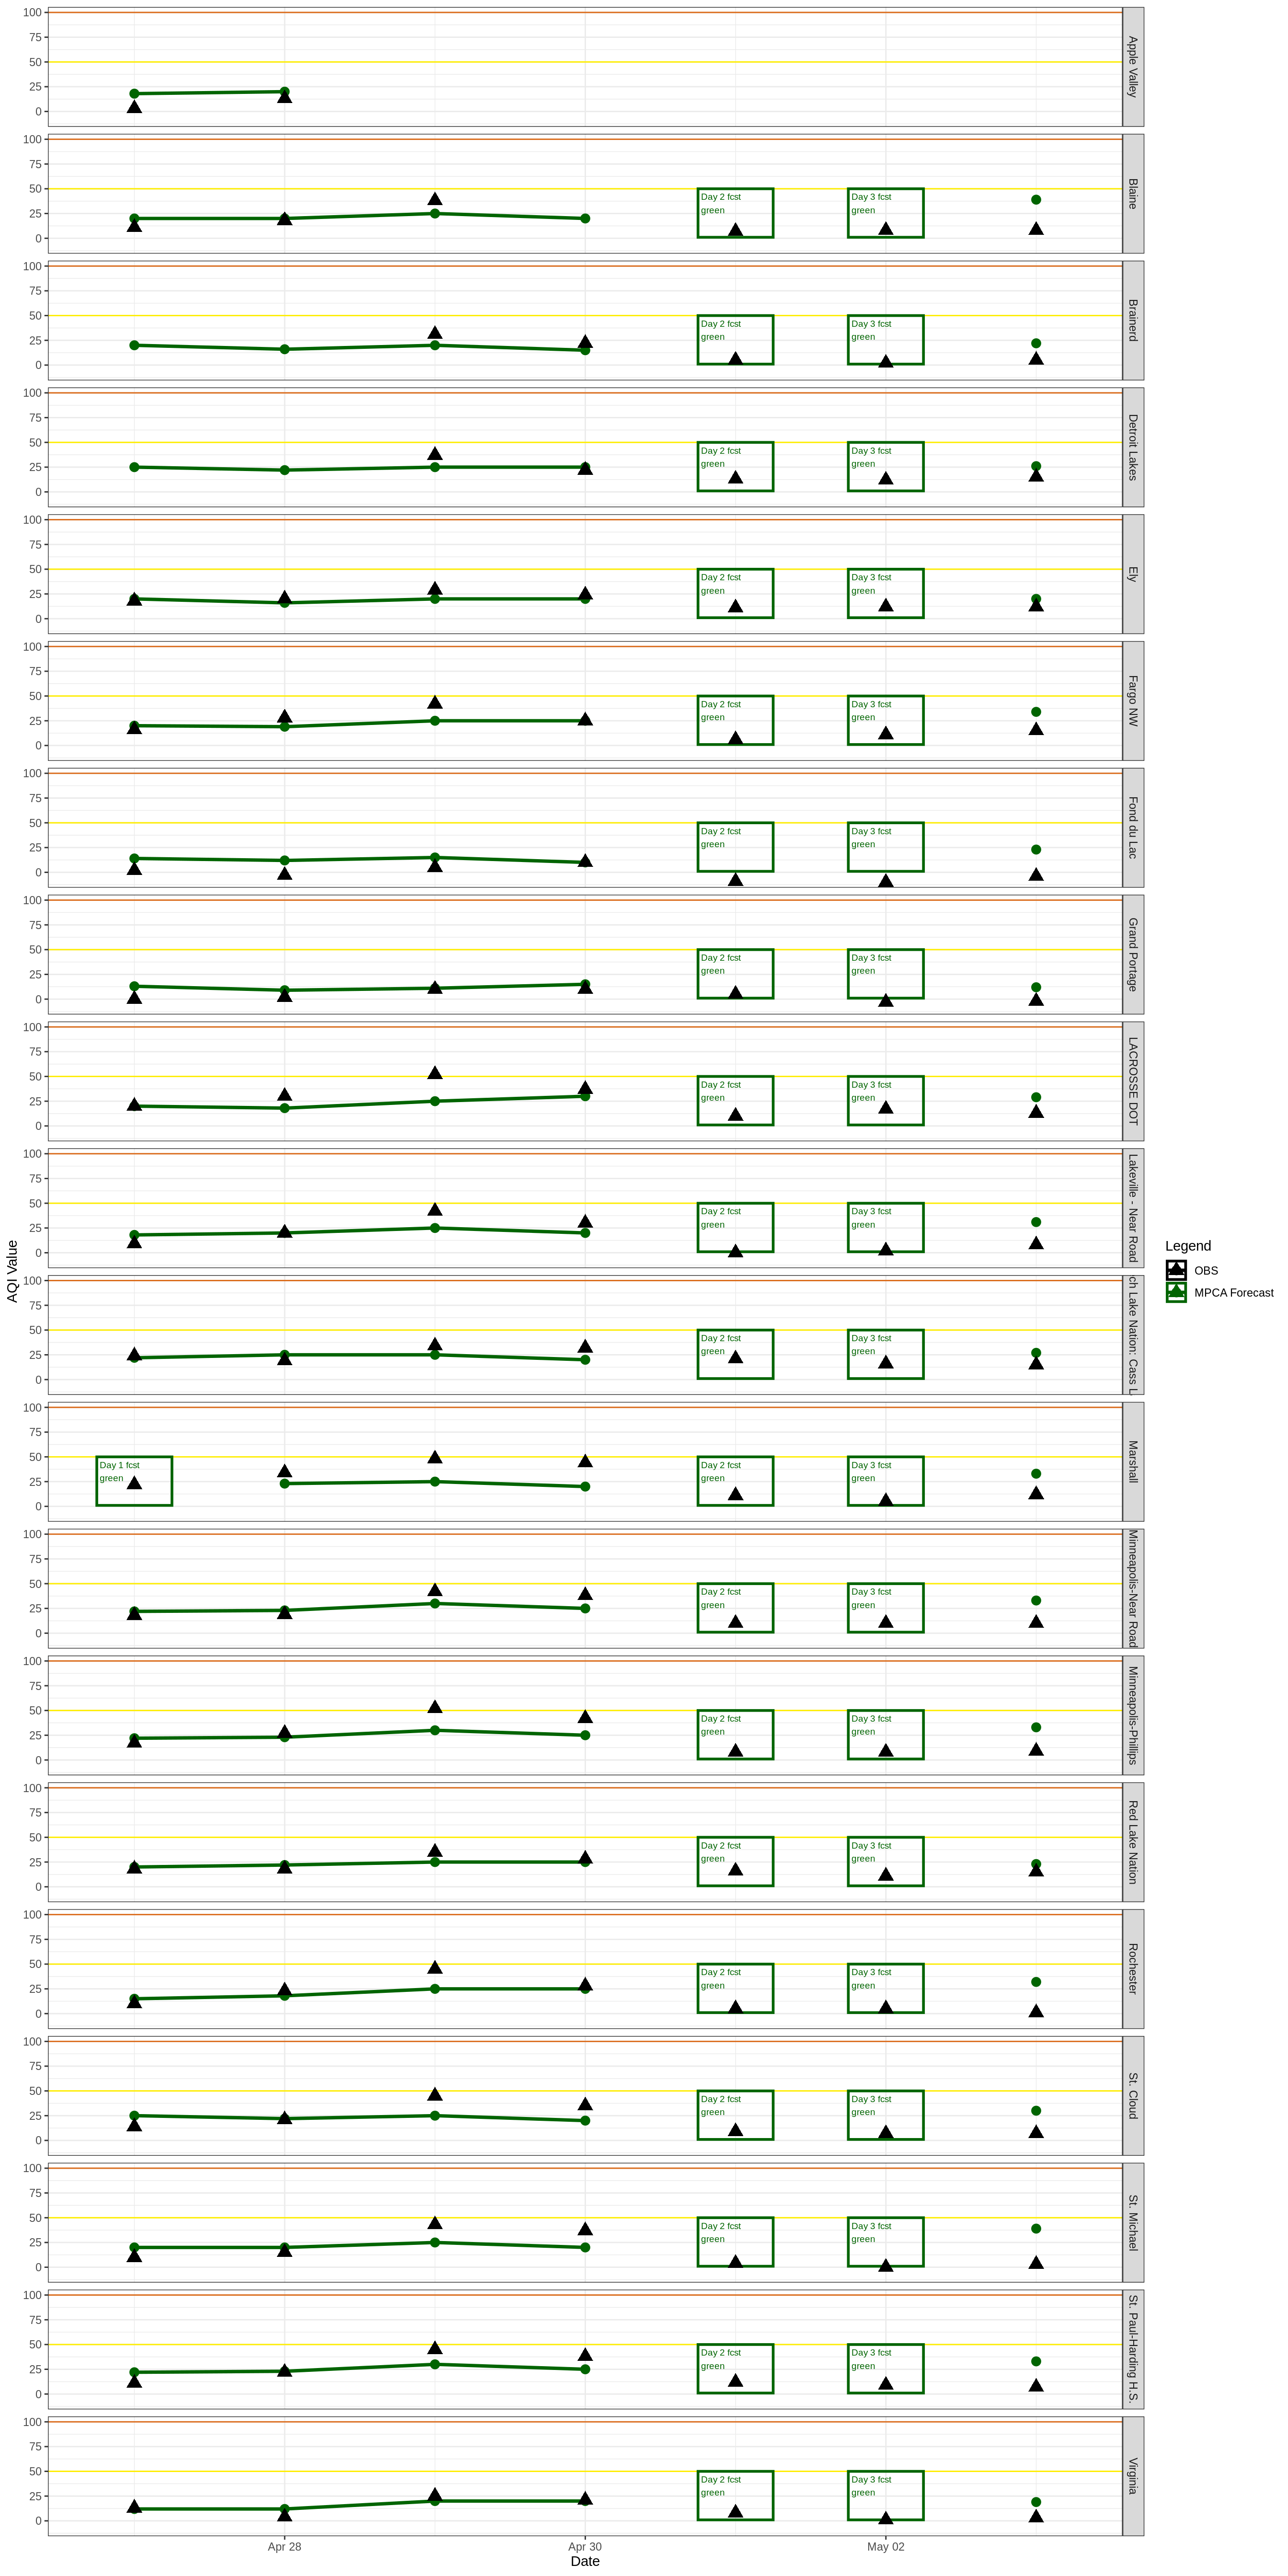 100
75
50
25
0
Apple Valley
100
75
50
25
0
Day 2 fcst
green
Day 3 fcst
green
Blaine
100
75
50
25
0
Day 2 fcst
green
Day 3 fcst
green
Brainerd
100
75
50
25
0
Day 2 fcst
green
Day 3 fcst
green
Detroit Lakes
100
75
50
25
0
Day 2 fcst
green
Day 3 fcst
green
Ely
100
75
50
25
0
Day 2 fcst
green
Day 3 fcst
green
Fargo NW
100
75
50
25
0
Day 2 fcst
green
Day 3 fcst
green
Fond du Lac
100
75
50
25
0
Day 2 fcst
green
Day 3 fcst
green
Grand Portage
100
75
50
25
0
Day 2 fcst
green
Day 3 fcst
green
LACROSSE DOT
100
75
50
25
0
Day 2 fcst
green
Day 3 fcst
green
Lakeville - Near Road
100
75
50
25
0
Day 2 fcst
green
Day 3 fcst
green
ch Lake Nation: Cass L
100
75
50
25
0
Day 1 fcst
green
Day 2 fcst
green
Day 3 fcst
green
Marshall
100
75
50
25
0
Day 2 fcst
green
Day 3 fcst
green
Minneapolis-Near Road
100
75
50
25
0
Day 2 fcst
green
Day 3 fcst
green
Minneapolis-Phillips
100
75
50
25
0
Day 2 fcst
green
Day 3 fcst
green
Red Lake Nation
100
75
50
25
0
Day 2 fcst
green
Day 3 fcst
green
Rochester
100
75
50
25
0
Day 2 fcst
green
Day 3 fcst
green
St. Cloud
100
75
50
25
0
Day 2 fcst
green
Day 3 fcst
green
St. Michael
100
75
50
25
0
Day 2 fcst
green
Day 3 fcst
green
St. Paul-Harding H.S.
100
75
50
25
0
Day 2 fcst
green
Day 3 fcst
green
Virginia
Apr 28
Apr 30
May 02
Date
AQI Value
Legend
OBS
MPCA Forecast